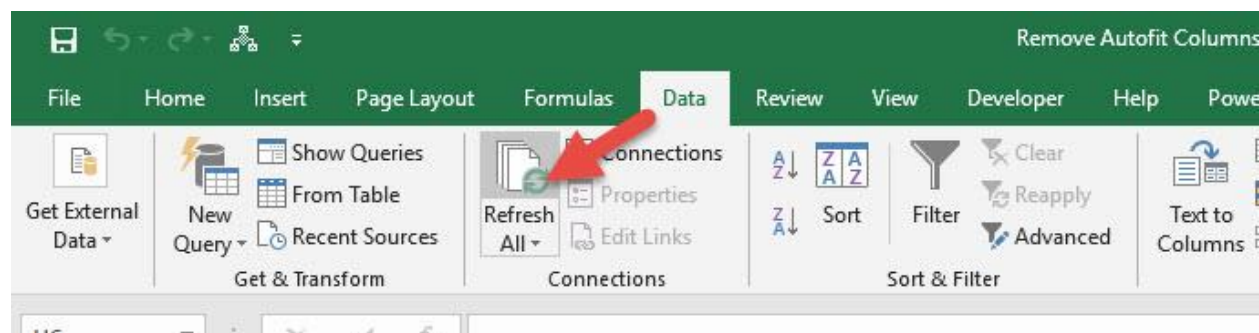 Remove Autofit Columns
File Home Insert Page Layout Formulas Data Review View Developer Help
Get External
Data
New
Query
Show Queries
From Table
Recent Sources
Get & Transform
Refresh
All
Connections
Properties
Edit Links
Connections
A
Z
Z
A
Z A
A Z
Sort
Filter
Clear
Reapply
Advanced
Sort & Filter
Text to
Columns